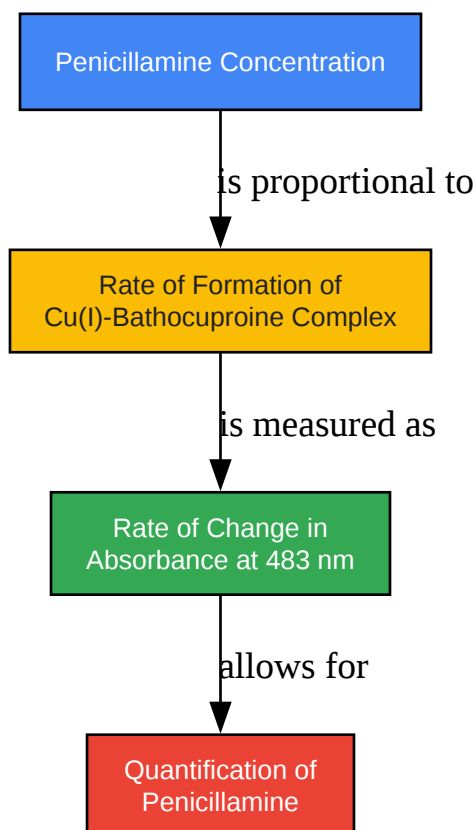 Penicillamine Concentration
is proportional to
Rate of Formation of
Cu(I)-Bathocuproine Complex
is measured as
Rate of Change in
Absorbance at 483 nm
allows for
Quantification of
Penicillamine